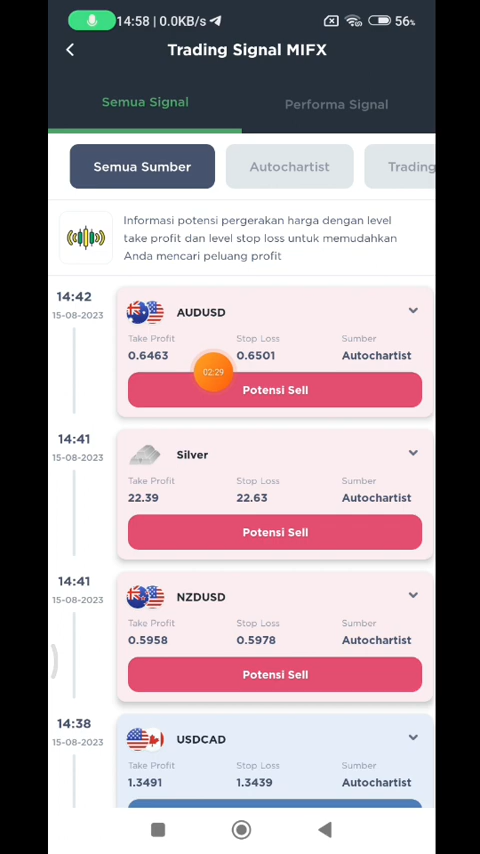 14:58 | 0.0KB/s
56%
Trading Signal MIFX
Semua Signal
Performa Signal
Semua Sumber
Autochartist
Trading
Informasi potensi pergerakan harga dengan level
take profit dan level stop loss untuk memudahkan
Anda mencari peluang profit
14:42
15-08-2023
AUDUSD
Take Profit
Stop Loss
Sumber
0.6463
0.6501
Autochartist
02:29
Potensi Sell
14:41
15-08-2023
Silver
Take Profit
Stop Loss
Sumber
22.39
22.63
Autochartist
Potensi Sell
14:41
15-08-2023
NZDUSD
Take Profit
Stop Loss
Sumber
0.5958
0.5978
Autochartist
Potensi Sell
14:38
15-08-2023
USDCAD
Take Profit
Stop Loss
Sumber
1.3491
1.3439
Autochartist